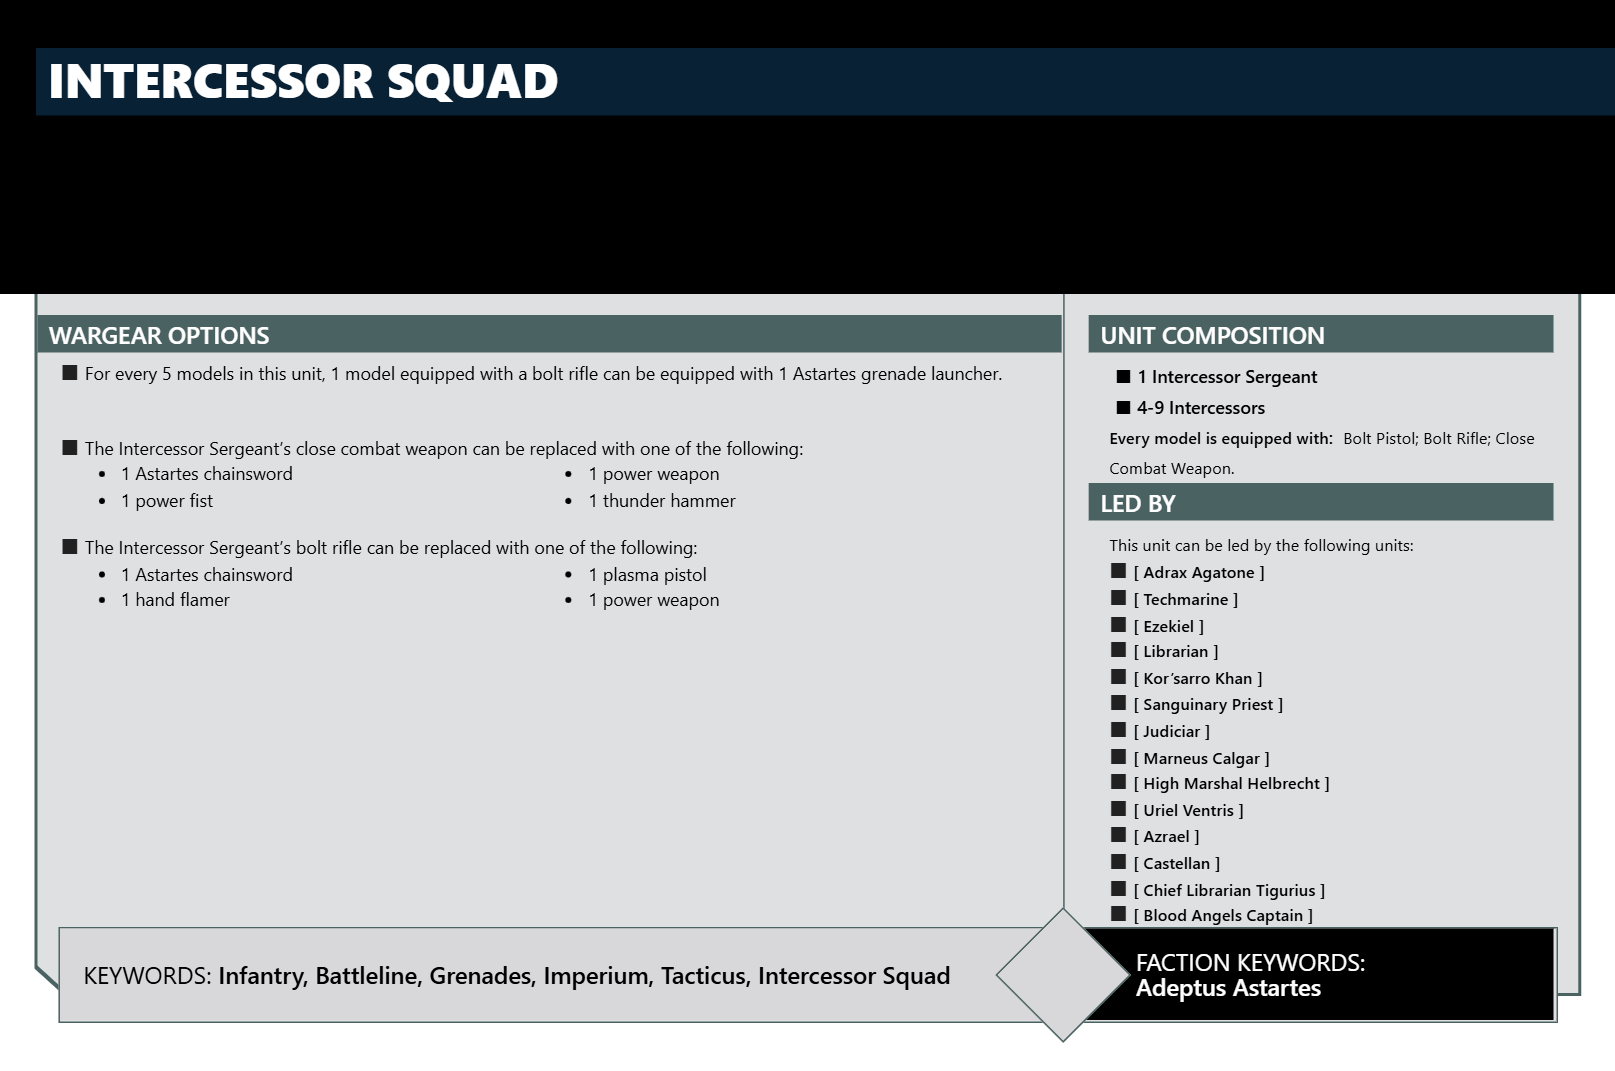 INTERCESSOR SQUAD
WARGEAR OPTIONS
■ For every 5 models in this unit, 1 model equipped with a bolt rifle can be equipped with 1 Astartes grenade launcher.
■ The Intercessor Sergeant’s close combat weapon can be replaced with one of the following:
• 1 Astartes chainsword
• 1 power fist
• 1 power weapon
• 1 thunder hammer
■ The Intercessor Sergeant’s bolt rifle can be replaced with one of the following:
• 1 Astartes chainsword
• 1 hand flamer
• 1 plasma pistol
• 1 power weapon
UNIT COMPOSITION
■ 1 Intercessor Sergeant
■ 4-9 Intercessors
Every model is equipped with: Bolt Pistol; Bolt Rifle; Close
Combat Weapon.
LED BY
This unit can be led by the following units:
■ [ Adrax Agatone ]
■ [ Techmarine ]
■ [ Ezekiel ]
■ [ Librarian ]
■ [ Kor’sarro Khan ]
■ [ Sanguinary Priest ]
■ [ Judiciar ]
■ [ Marneus Calgar ]
■ [ High Marshal Helbrecht ]
■ [ Uriel Ventris ]
■ [ Azrael ]
■ [ Castellan ]
■ [ Chief Librarian Tigurius ]
■ [ Blood Angels Captain ]
KEYWORDS: Infantry, Battleline, Grenades, Imperium, Tacticus, Intercessor Squad
FACTION KEYWORDS:
Adeptus Astartes